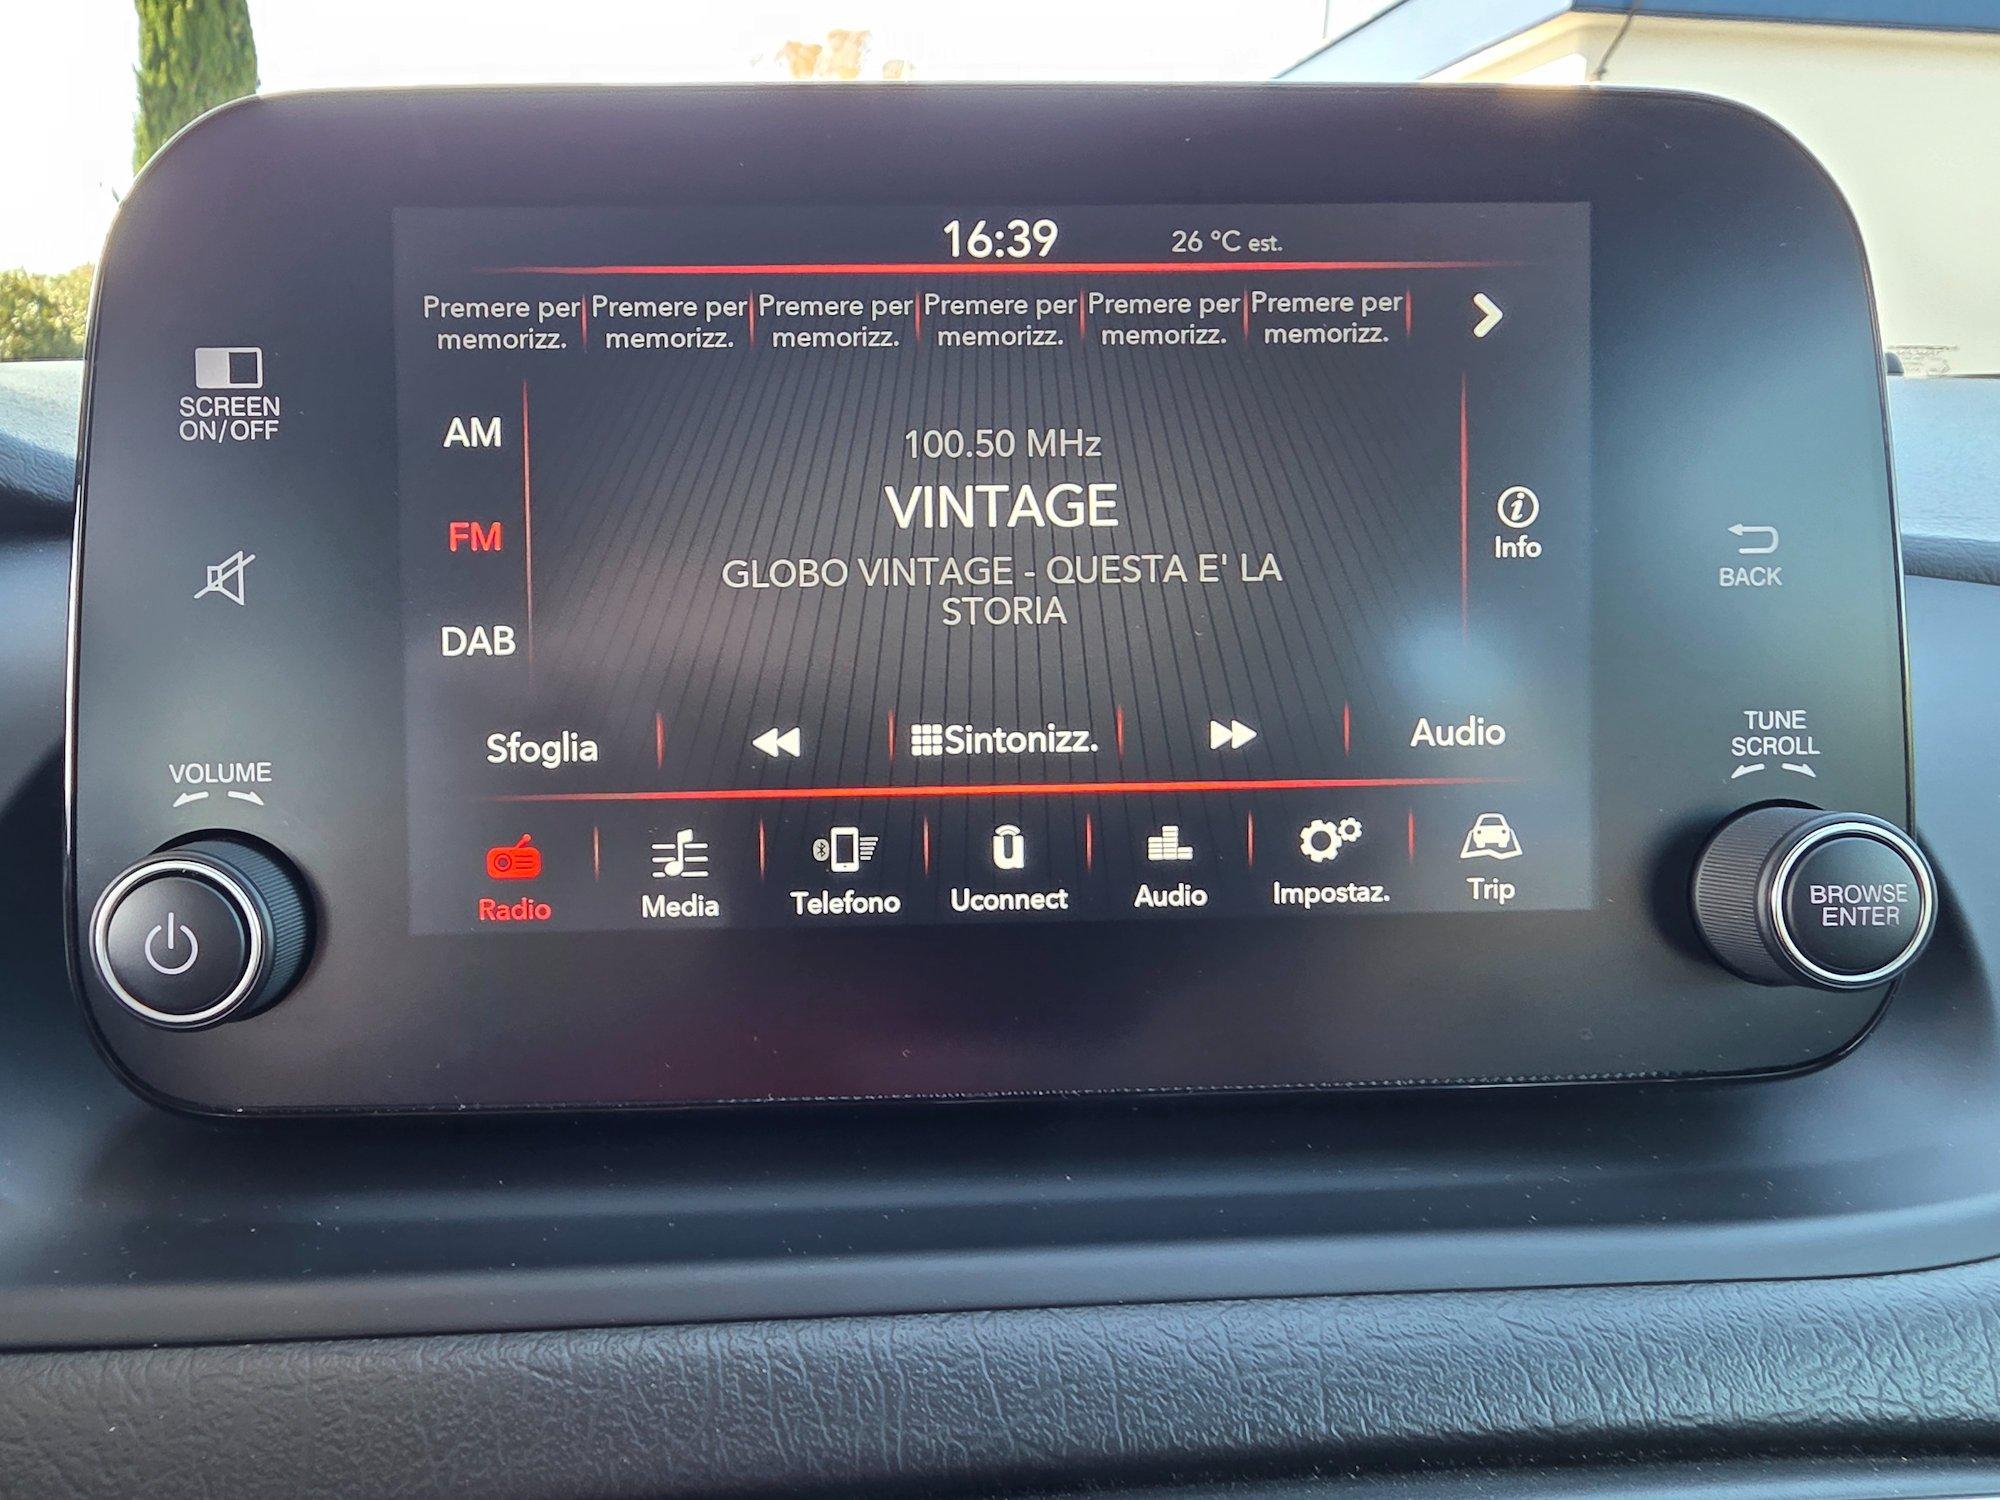 16:39 26 °C est.
Premere per Premere per Premere per Premere per Premere per Premere per
memorizz. memorizz. memorizz. memorizz. memorizz. memorizz.
SCREEN
ON/OFF
AM
FM
DAB
100.50 MHz
VINTAGE
GLOBO VINTAGE - QUESTA E' LA
STORIA
i
Info
BACK
VOLUME
TUNE
SCROLL
Sfoglia Sintonizz. Audio
Radio Media Telefono Uconnect Audio Impostaz. Trip
BROWSE
ENTER